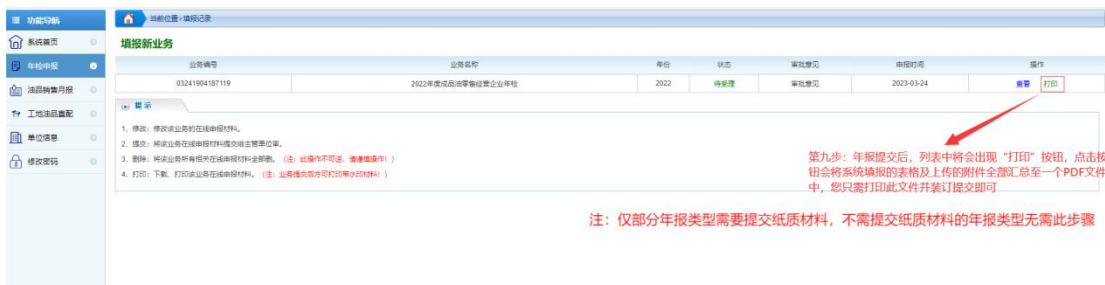 功能导航
当前位置 › 填报记录
系统首页
填报新业务
年检申报
业务编号 业务名称 年份 状态 审批意见 申报时间 操作
03241904187119 2022年度成品油零售经营企业年检 2022 待受理 审批意见 2023-03-24 查看 打印
油品销售月报
工地油品直配
单位信息
修改密码
提示
1、修改：修改该业务的在线申报材料。
2、提交：将该业务在线申报材料提交给主管单位审。
3、删除：将该业务所有相关在线申报材料全部删。（注：此操作不可逆，请谨慎操作！）
4、打印：下载、打印该业务在线申报材料。（注：业务提交后方可打印带水印材料！）
第九步：年报提交后，列表中将会出现“打印”按钮，点击按
钮会将系统填报的表格及上传的附件全部汇总至一个PDF文件
中，您只需打印此文件并装订提交即可
注：仅部分年报类型需要提交纸质材料，不需提交纸质材料的年报类型无需此步骤